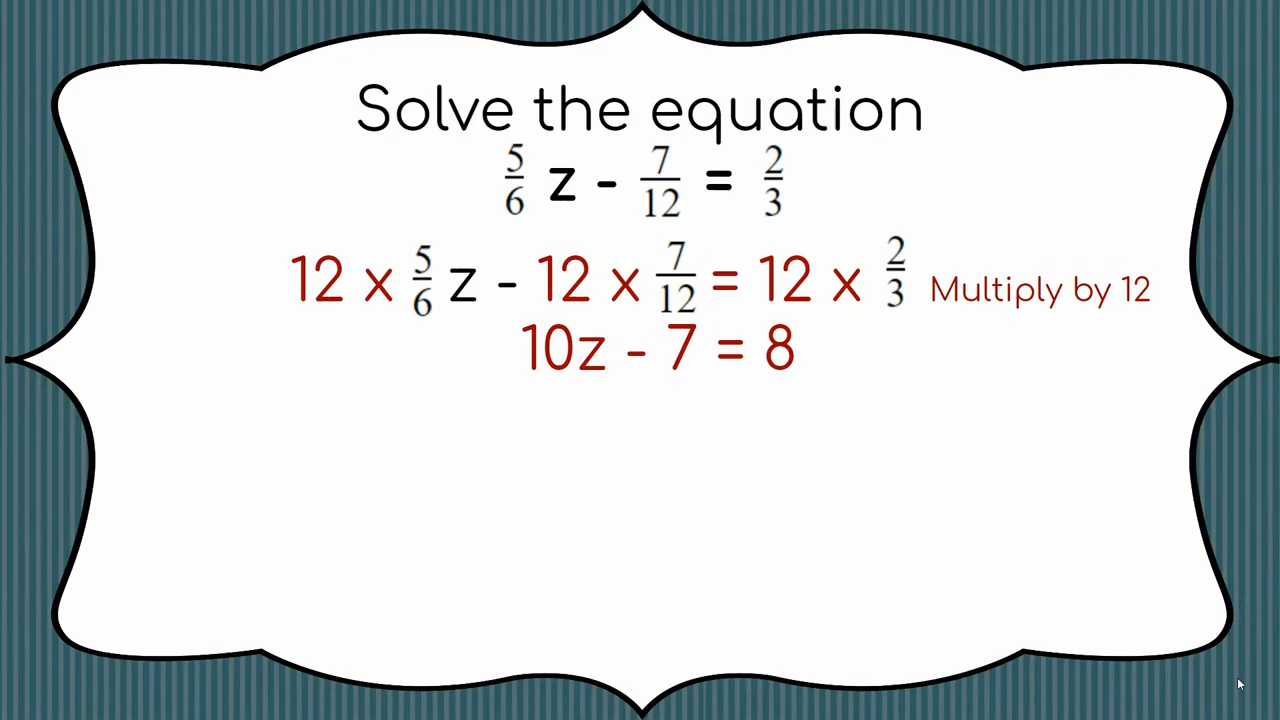 Solve the equation
5/6 z - 7/12 = 2/3
12 x 5/6 z - 12 x 7/12 = 12 x 2/3 Multiply by 12
10z - 7 = 8